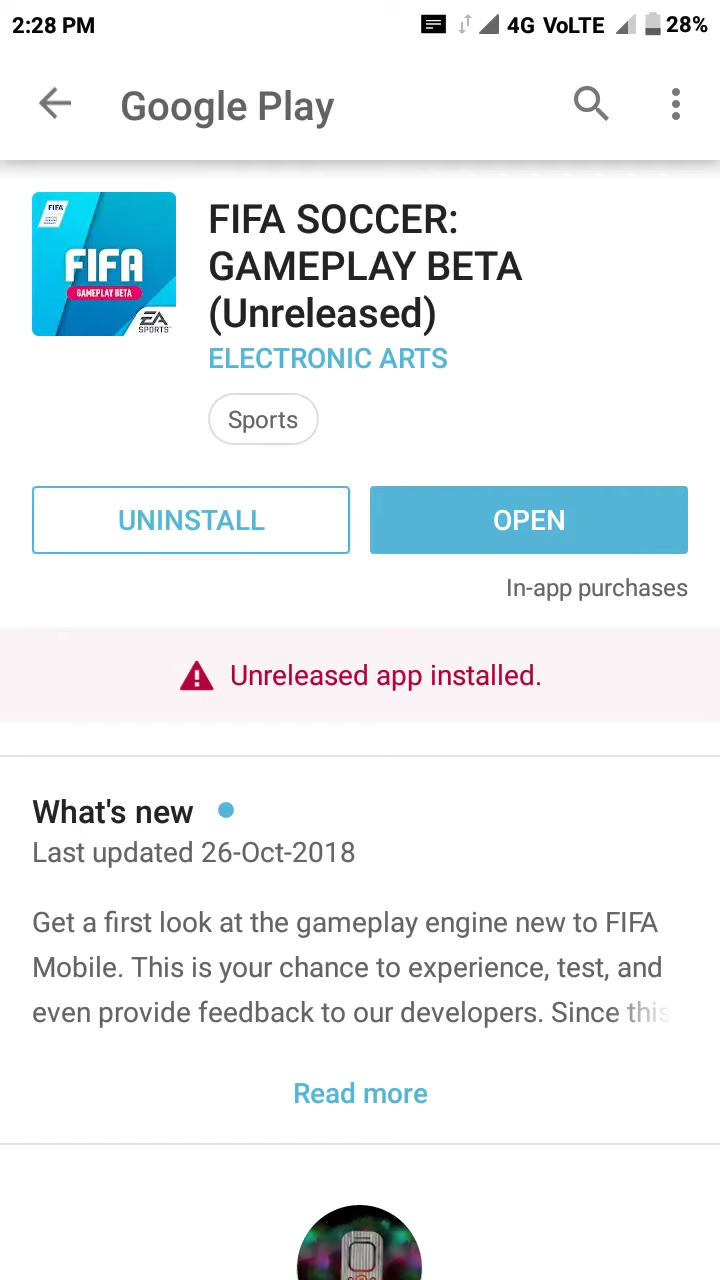 2:28 PM
4G VoLTE
28%
Google Play
FIFA
FIFA
GAMEPLAY BETA
EA
SPORTS
FIFA SOCCER:
GAMEPLAY BETA
(Unreleased)
ELECTRONIC ARTS
Sports
UNINSTALL
OPEN
In-app purchases
Unreleased app installed.
What's new
Last updated 26-Oct-2018
Get a first look at the gameplay engine new to FIFA
Mobile. This is your chance to experience, test, and
even provide feedback to our developers. Since this
Read more